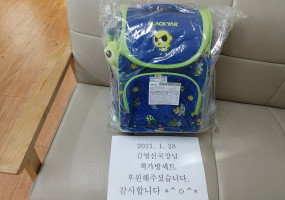 BLACKYAK
2021. 1. 28
김영신국장님
책가방세트
후원해주셨습니다.
감사합니다 *^ㅇ^*